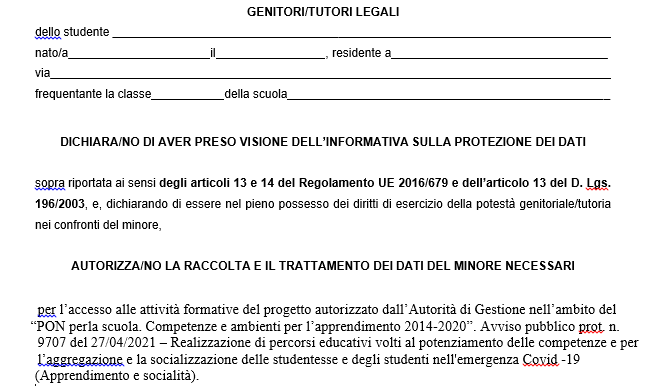 GENITORI/TUTORI LEGALI
dello studente ______________________________
nato/a__________________il________________, residente a______________________________
via______________________________
frequentante la classe___________della scuola______________________________
DICHIARA/NO DI AVER PRESO VISIONE DELL'INFORMATIVA SULLA PROTEZIONE DEI DATI
sopra riportata ai sensi degli articoli 13 e 14 del Regolamento UE 2016/679 e dell'articolo 13 del D. Lgs.
196/2003, e, dichiarando di essere nel pieno possesso dei diritti di esercizio della potestà genitoriale/tutoria
nei confronti del minore,
AUTORIZZA/NO LA RACCOLTA E IL TRATTAMENTO DEI DATI DEL MINORE NECESSARI
per l'accesso alle attività formative del progetto autorizzato dall'Autorità di Gestione nell'ambito del
“PON perla scuola. Competenze e ambienti per l'apprendimento 2014-2020”. Avviso pubblico prot. n.
9707 del 27/04/2021 – Realizzazione di percorsi educativi volti al potenziamento delle competenze e per
l'aggregazione e la socializzazione delle studentesse e degli studenti nell'emergenza Covid -19
(Apprendimento e socialità).